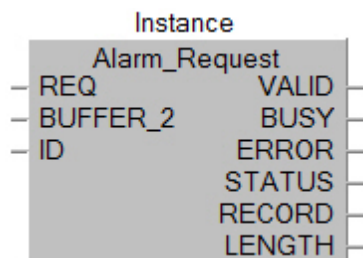 Instance
Alarm_Request
REQ VALID
BUFFER_2 BUSY
ID ERROR
STATUS
RECORD
LENGTH